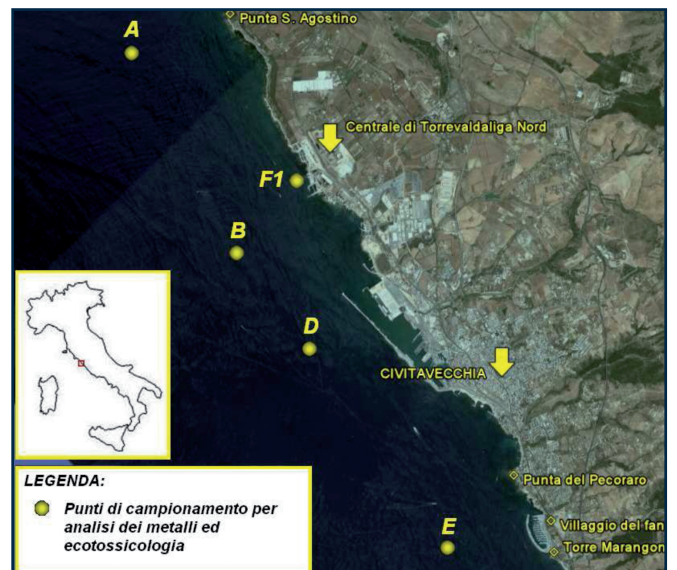 Punta S. Agostino
A
Centrale di Torrevaldaliga Nord
F1
B
D
CIVITAVECCHIA
Punta del Pecoraro
E
Villaggio del fan
Torre Marangon
LEGENDA:
Punti di campionamento per
analisi dei metalli ed
ecotossicologia